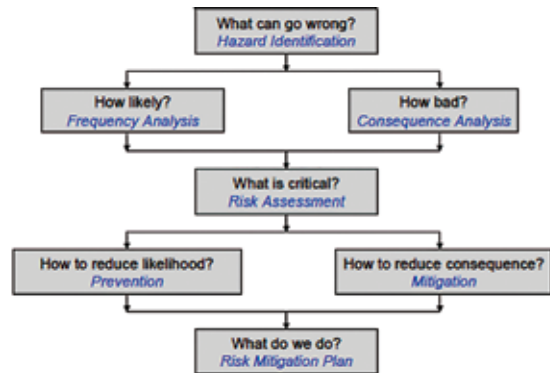 What can go wrong?
Hazard Identification
How likely?
Frequency Analysis
How bad?
Consequence Analysis
What is critical?
Risk Assessment
How to reduce likelihood?
Prevention
How to reduce consequence?
Mitigation
What do we do?
Risk Mitigation Plan